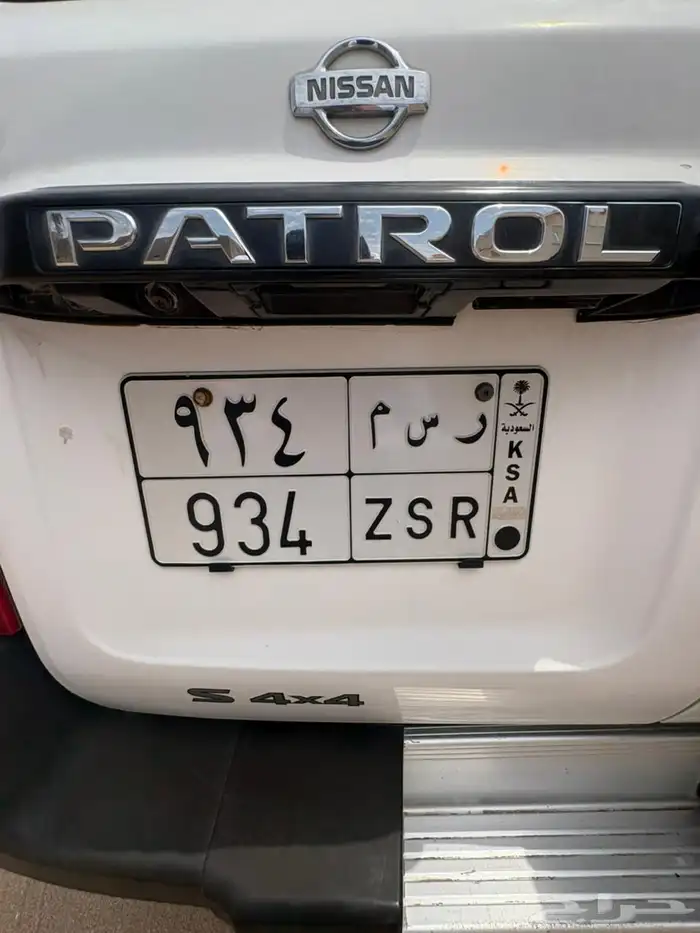 NISSAN
PATROL
٩٣٤
ر س م
السعودية
KSA
934
ZSR
S 4x4
حراج